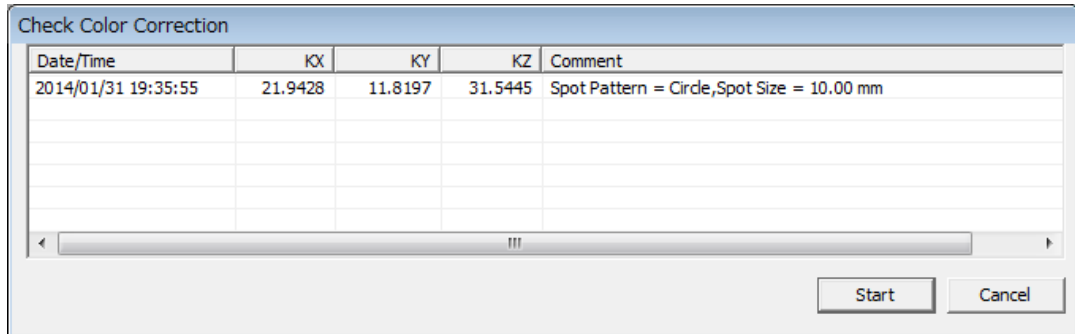 Check Color Correction
Date/Time KX KY KZ Comment
2014/01/31 19:35:55 21.9428 11.8197 31.5445 Spot Pattern = Circle,Spot Size = 10.00 mm
Start Cancel